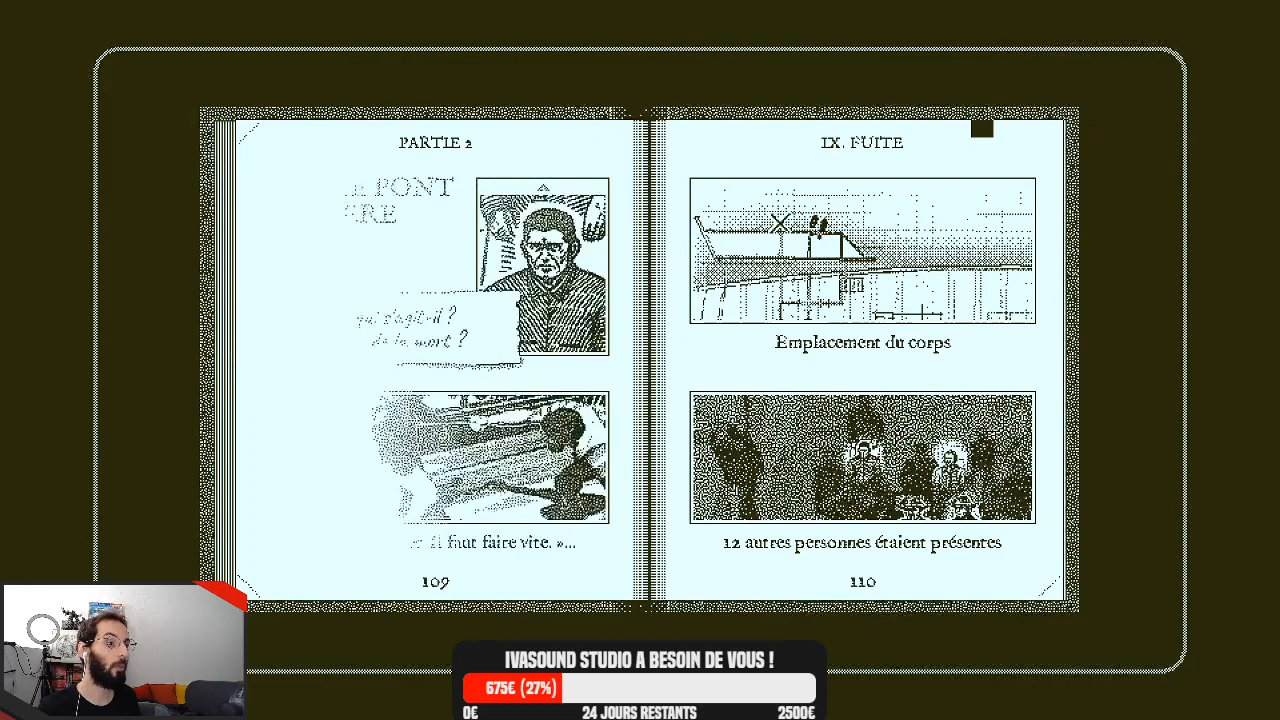 PARTIE 2
PONT
qui s'agit-il ?
de la mort ?
il faut faire vite. »...
109
IX. FUITE
Emplacement du corps
12 autres personnes étaient présentes
110
IVASOUND STUDIO A BESOIN DE VOUS !
675€ (27%)
0€ 24 JOURS RESTANTS 2500€